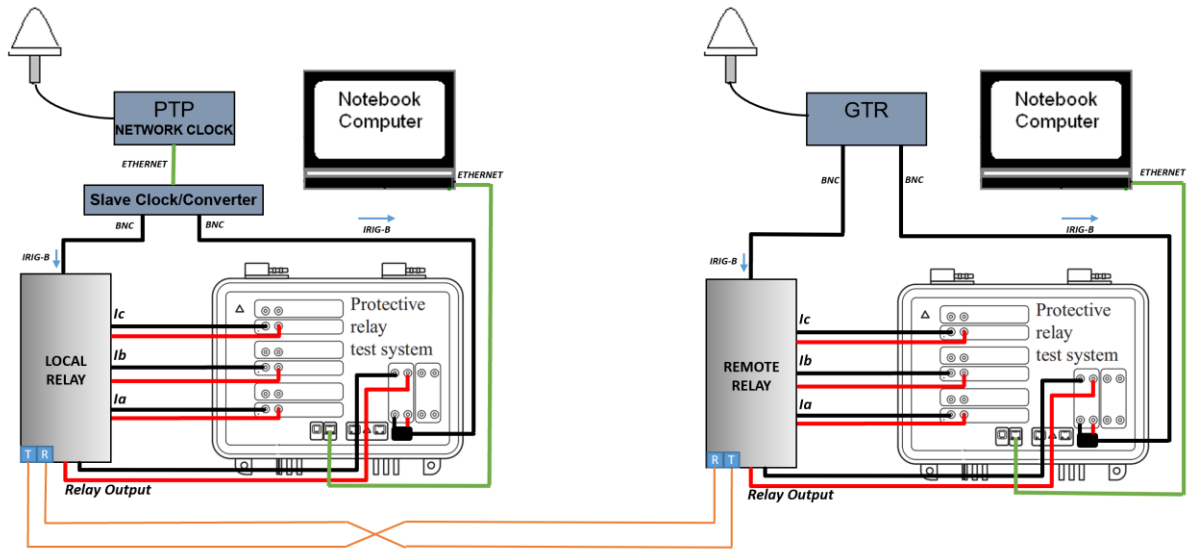 PTP
NETWORK CLOCK
ETHERNET
Slave Clock/Converter
BNC
BNC
IRIG-B
IRIG-B
Notebook
Computer
ETHERNET
LOCAL
RELAY
Ic
Ib
Ia
Protective
relay
test system
T R
Relay Output
GTR
BNC
BNC
IRIG-B
IRIG-B
Notebook
Computer
ETHERNET
REMOTE
RELAY
Ic
Ib
Ia
Protective
relay
test system
R T
Relay Output